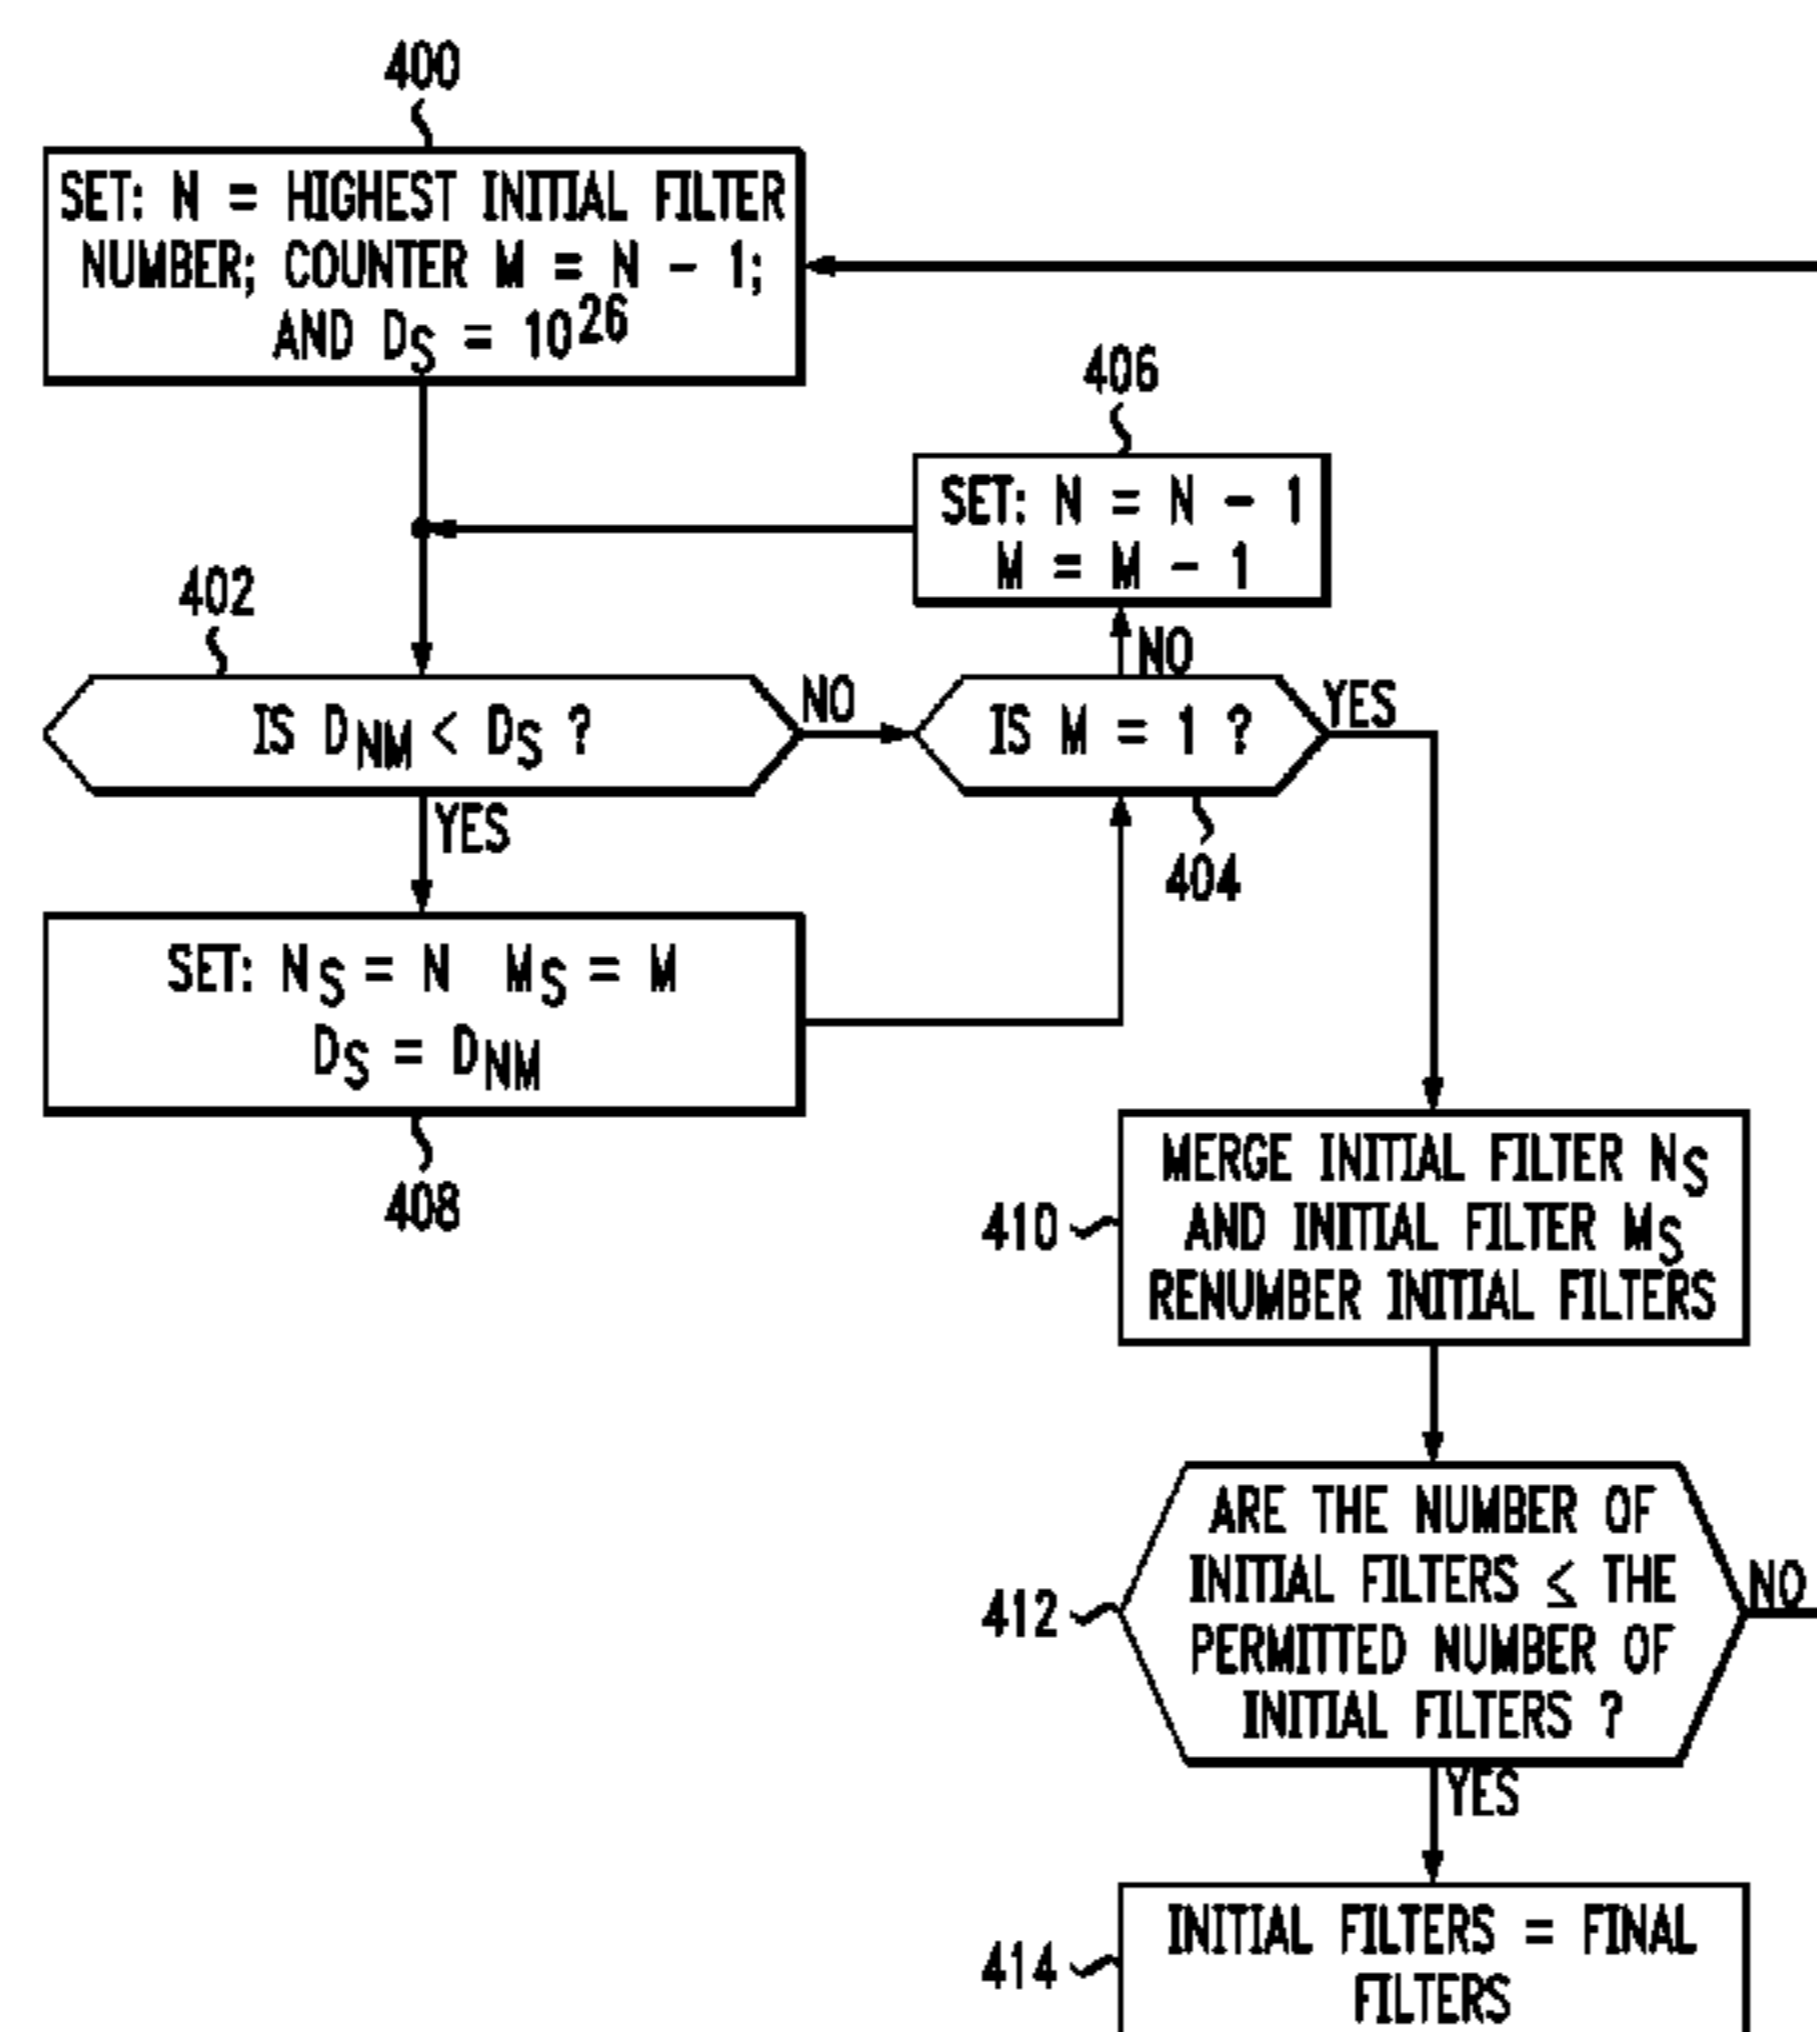 400
SET: N = HIGHEST INITIAL FILTER
NUMBER; COUNTER M = N - 1;
AND DS = 10^26
406
SET: N = N - 1
M = M - 1
402
NO
IS DNM < DS ?
NO
IS M = 1 ?
YES
YES
404
SET: NS = N MS = M
DS = DNM
408
MERGE INITIAL FILTER NS
AND INITIAL FILTER MS
RENUMBER INITIAL FILTERS
410
ARE THE NUMBER OF
INITIAL FILTERS ≤ THE
PERMITTED NUMBER OF
INITIAL FILTERS ?
412
NO
YES
INITIAL FILTERS = FINAL
FILTERS
414